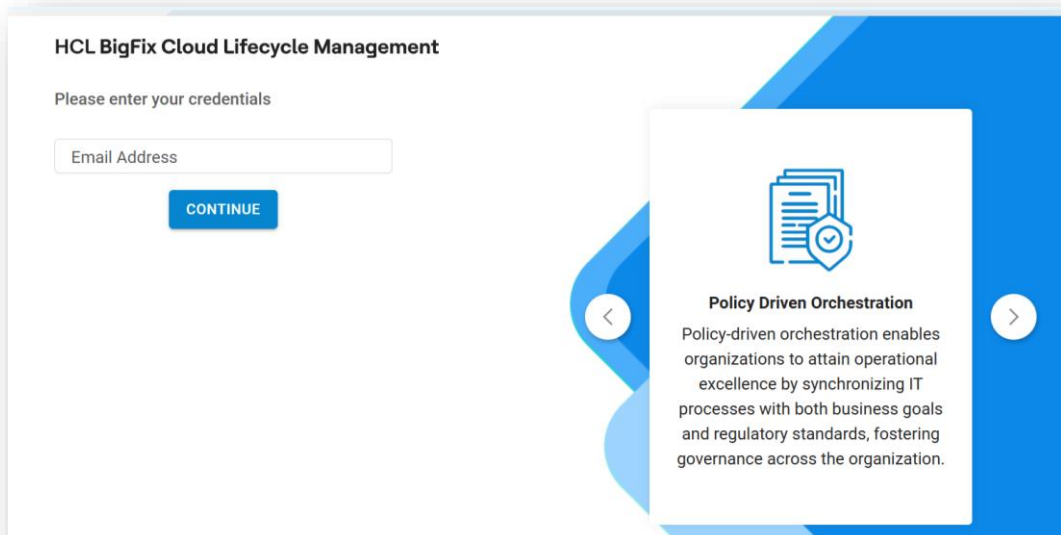 HCL BigFix Cloud Lifecycle Management
Please enter your credentials
Email Address
CONTINUE
Policy Driven Orchestration
Policy-driven orchestration enables
organizations to attain operational
excellence by synchronizing IT
processes with both business goals
and regulatory standards, fostering
governance across the organization.